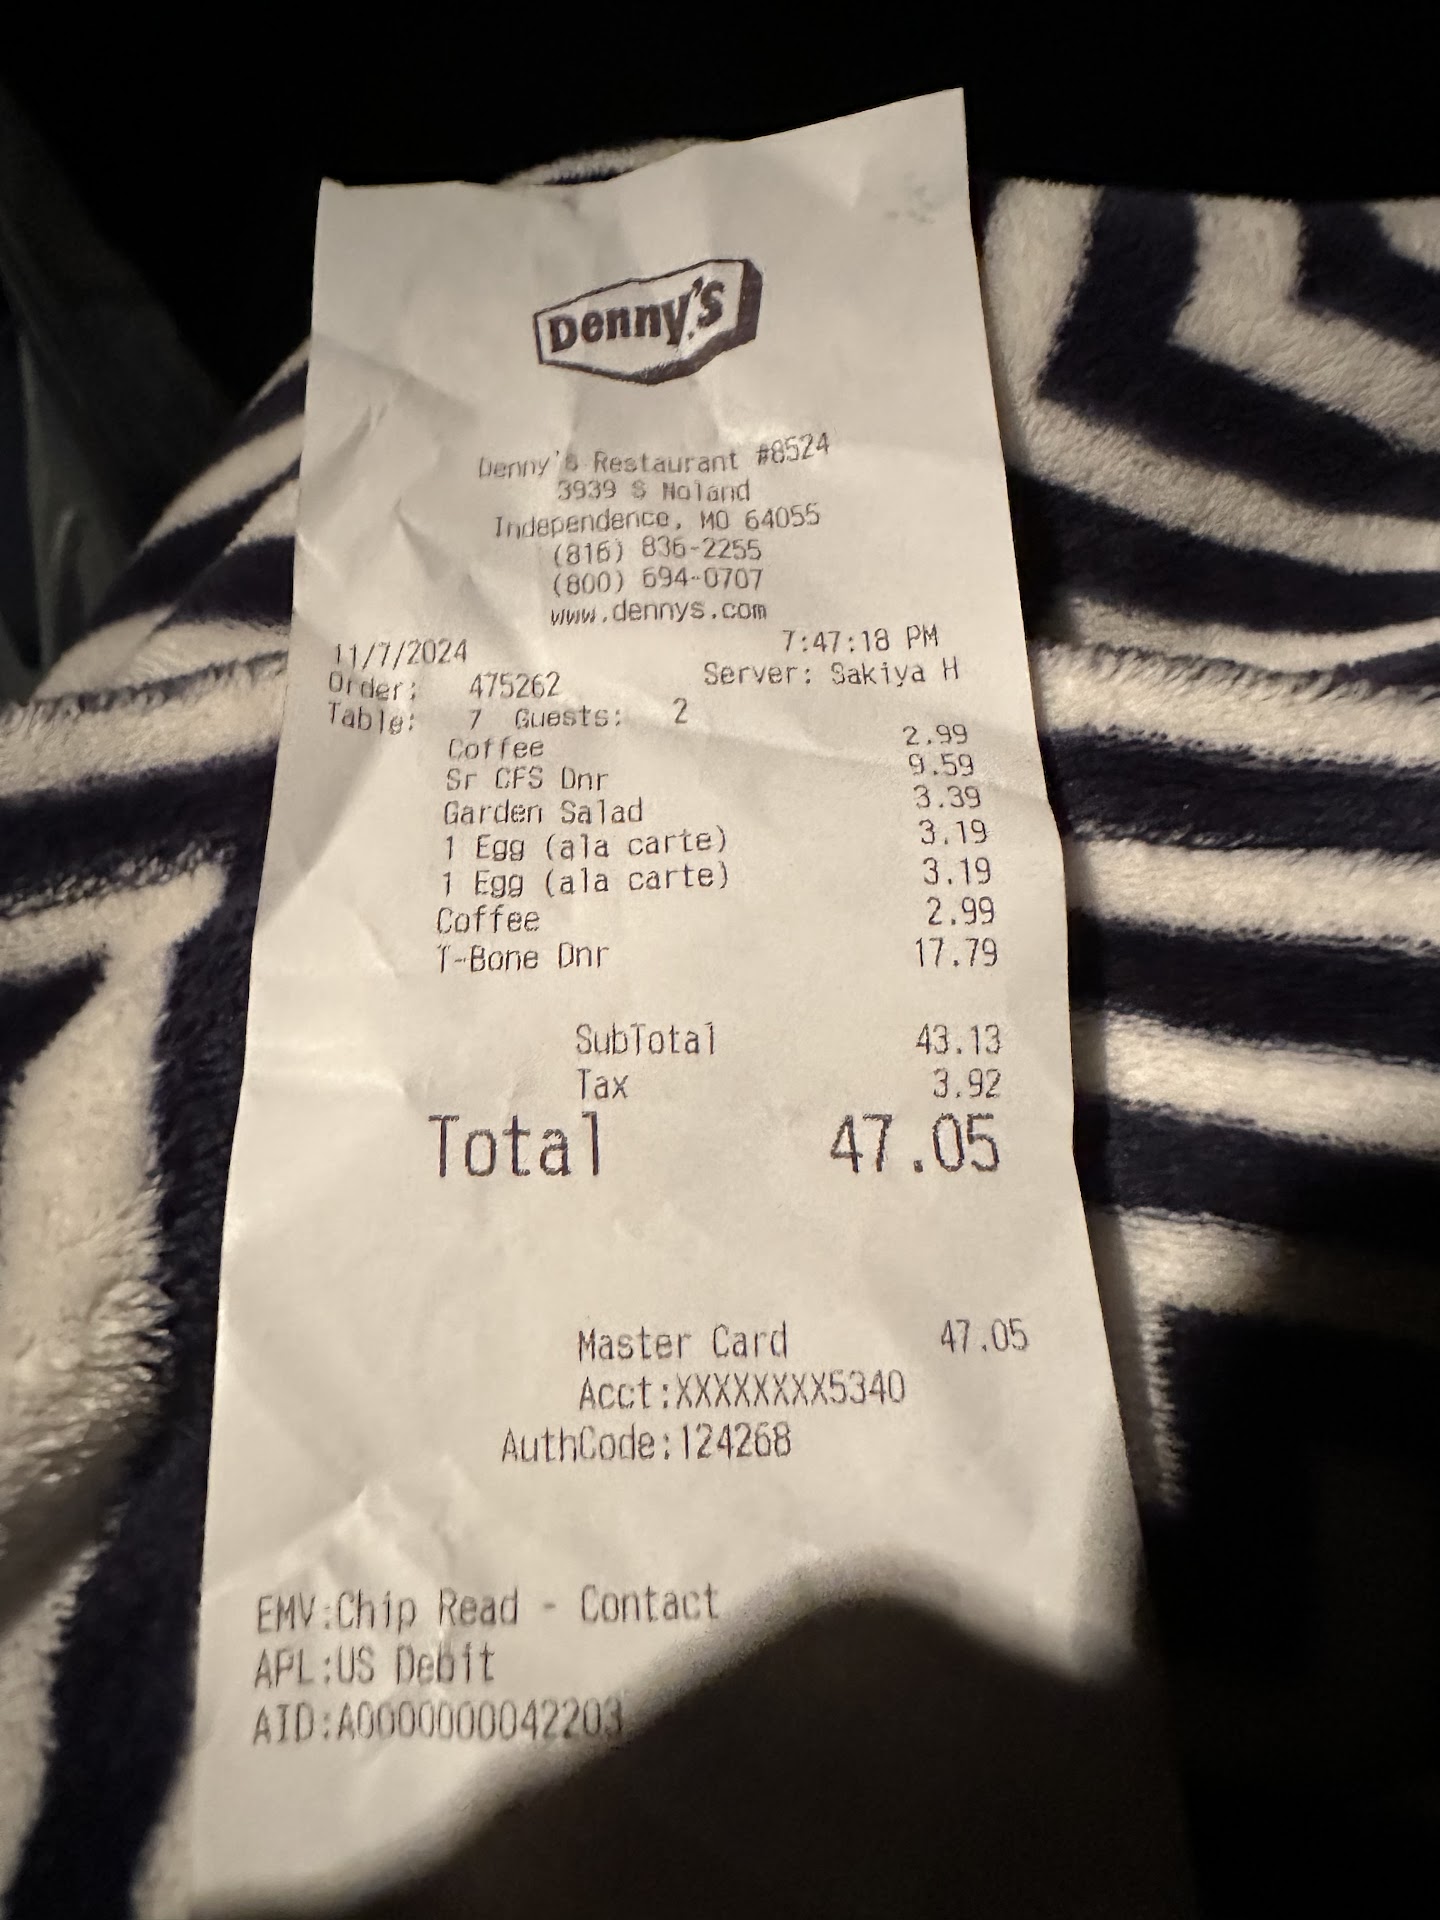 Denny's
Denny's Restaurant #8524
3939 S Noland
Independence, MO 64055
(816) 836-2255
(800) 694-0707
www.dennys.com
11/7/2024 7:47:18 PM
Order: 475262 Server: Sakiya H
Table: 7 Guests: 2
Coffee 2.99
Sr CFS Dnr 9.59
Garden Salad 3.39
1 Egg (ala carte) 3.19
1 Egg (ala carte) 3.19
Coffee 2.99
T-Bone Dnr 17.79
SubTotal 43.13
Tax 3.92
Total 47.05
Master Card 47.05
Acct:XXXXXXXX5340
AuthCode:124268
EMV:Chip Read - Contact
APL:US Debit
AID:A0000000042203